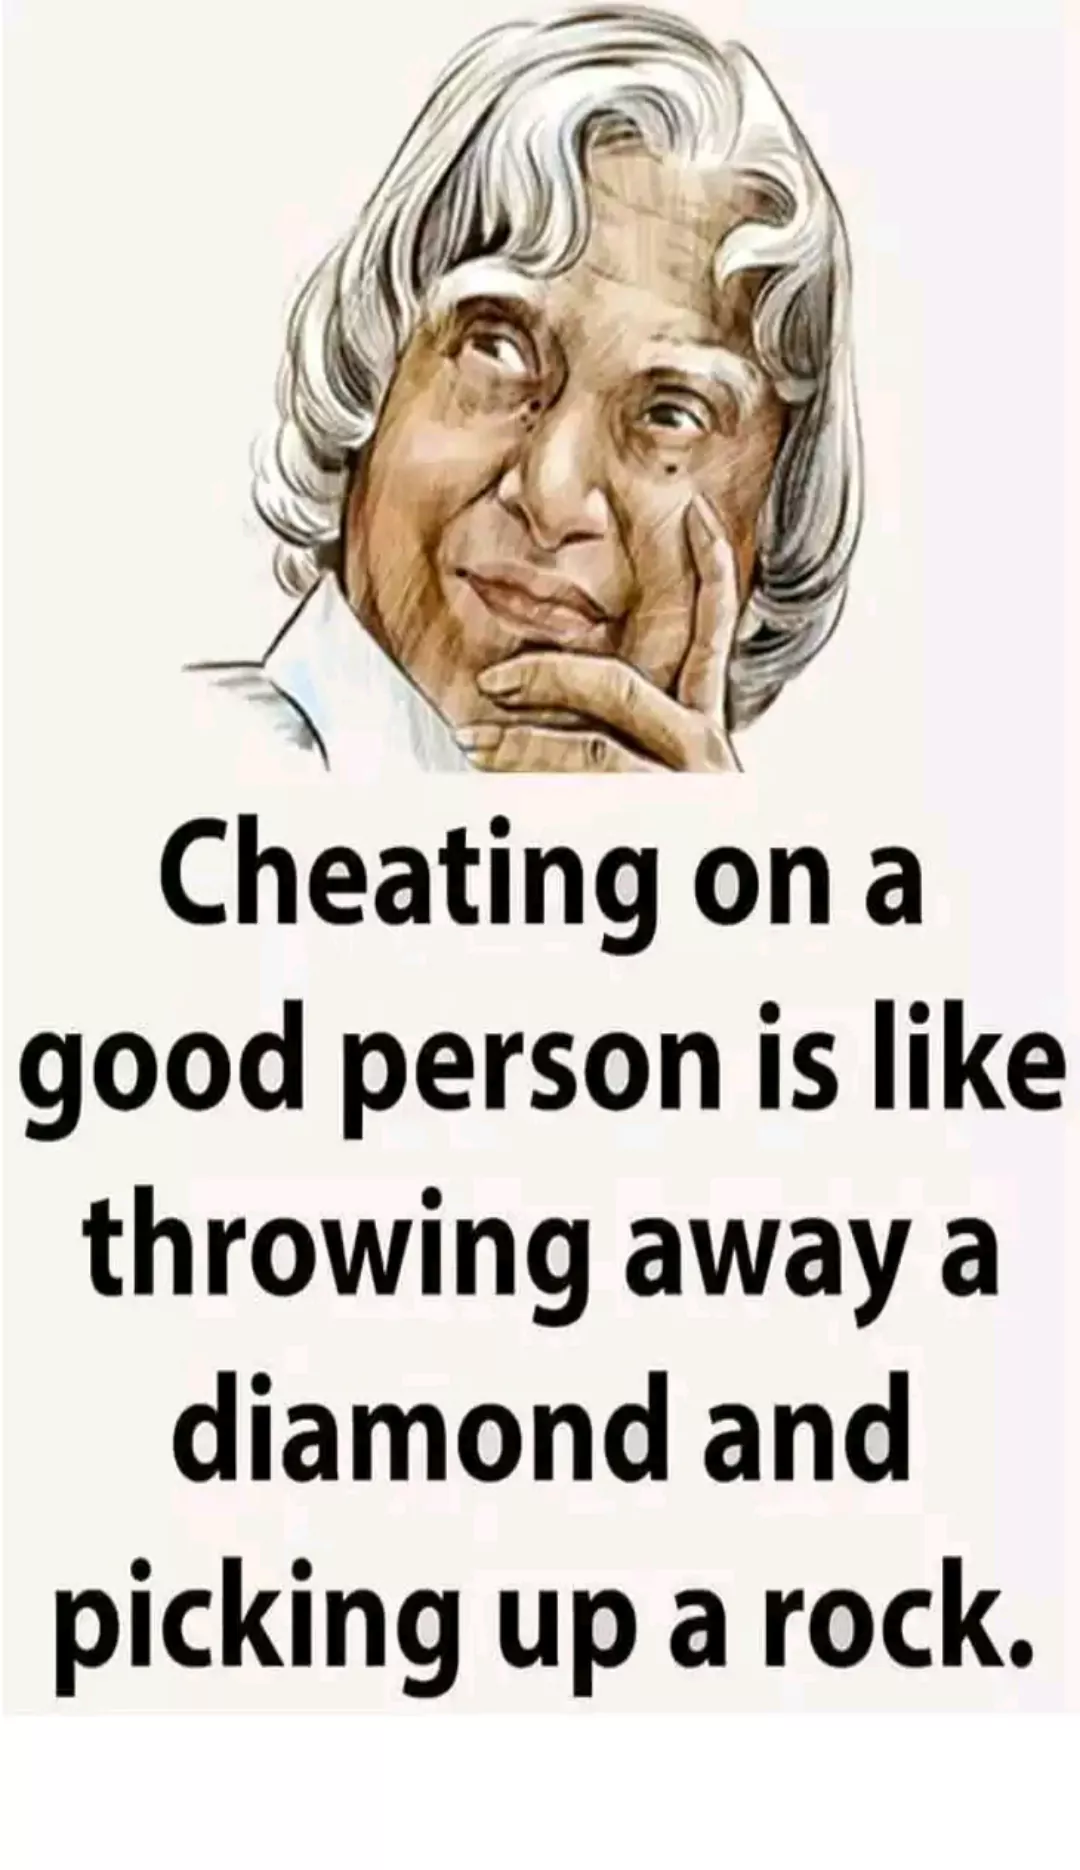 Cheating on a
good person is like
throwing away a
diamond and
picking up a rock.